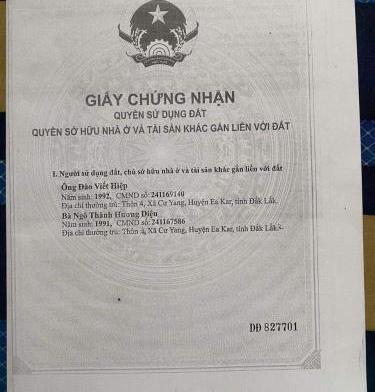 GIẤY CHỨNG NHẬN
QUYỀN SỬ DỤNG ĐẤT
QUYỀN SỞ HỮU NHÀ Ở VÀ TÀI SẢN KHÁC GẮN LIỀN VỚI ĐẤT
I. Người sử dụng đất, chủ sở hữu nhà ở và tài sản khác gắn liền với đất
Ông Đào Viết Hiệp
Năm sinh: 1992, CMND số: 241169140
Địa chỉ thường trú: Thôn 4, Xã Cư Yang, Huyện Ea Kar, tỉnh Đắk Lắk.
Bà Ngô Thành Hương Diệu
Năm sinh: 1991, CMND số: 241167586
Địa chỉ thường trú: Thôn 4, Xã Cư Yang, Huyện Ea Kar, tỉnh Đắk Lắk.
DĐ 827701